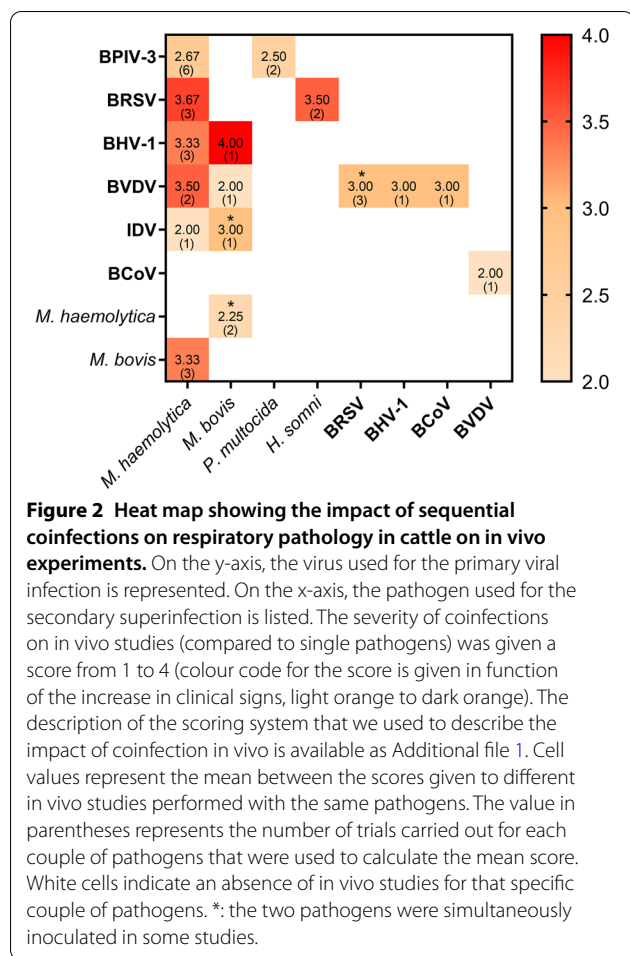 4.0
BPIV-3 2.67 2.50
(6) (2)
BRSV 3.67 3.50 3.5
(3) (2)
BHV-1 3.33 4.00
(3) (1)
*
BVDV 3.50 2.00 3.00 3.00 3.00 3.0
(2) (1) (3) (1) (1)
*
IDV 2.00 3.00
(1) (1)
BCoV 2.00 2.5
(1)
*
M. haemolytica 2.25
(2)
M. bovis 3.33 2.0
(3)
M. haemolytica M. bovis P. multocida H. somni BRSV BHV-1 BCoV BVDV
Figure 2 Heat map showing the impact of sequential
coinfections on respiratory pathology in cattle on in vivo
experiments. On the y-axis, the virus used for the primary viral
infection is represented. On the x-axis, the pathogen used for the
secondary superinfection is listed. The severity of coinfections
on in vivo studies (compared to single pathogens) was given a
score from 1 to 4 (colour code for the score is given in function
of the increase in clinical signs, light orange to dark orange). The
description of the scoring system that we used to describe the
impact of coinfection in vivo is available as Additional file 1. Cell
values represent the mean between the scores given to different
in vivo studies performed with the same pathogens. The value in
parentheses represents the number of trials carried out for each
couple of pathogens that were used to calculate the mean score.
White cells indicate an absence of in vivo studies for that specific
couple of pathogens. *: the two pathogens were simultaneously
inoculated in some studies.